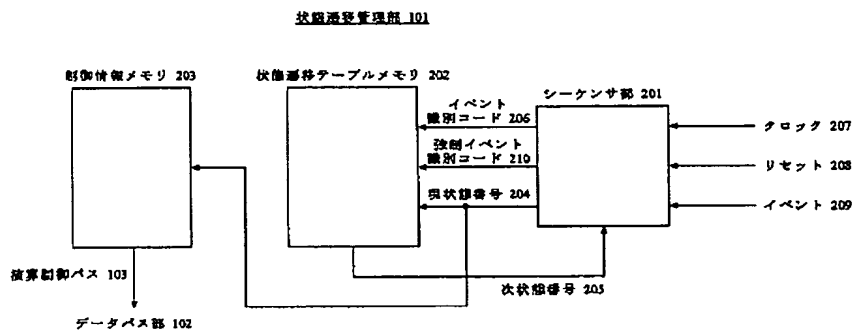 状態遷移管理部 101
制御情報メモリ 203
状態遷移テーブルメモリ 202
シーケンサ部 201
イベント
識別コード 206
強制イベント
識別コード 210
現状態番号 204
クロック 207
リセット 208
イベント 209
演算制御パス 103
次状態番号 205
データパス部 102